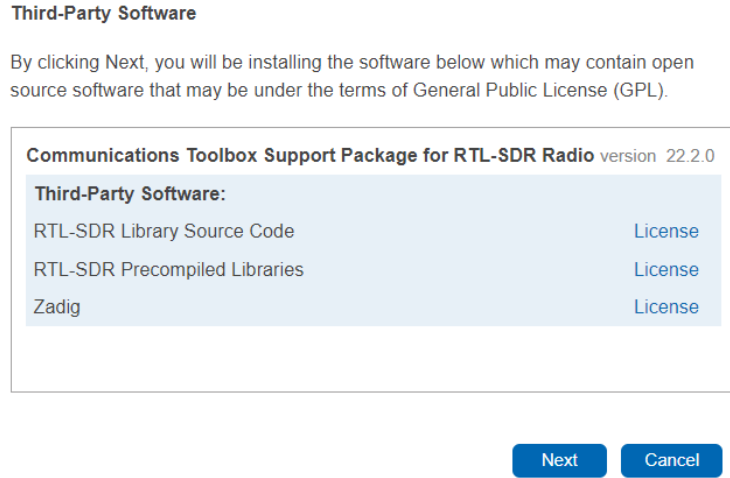 Third-Party Software
By clicking Next, you will be installing the software below which may contain open
source software that may be under the terms of General Public License (GPL).
Communications Toolbox Support Package for RTL-SDR Radio version 22.2.0
Third-Party Software:
RTL-SDR Library Source Code License
RTL-SDR Precompiled Libraries License
Zadig License
Next Cancel